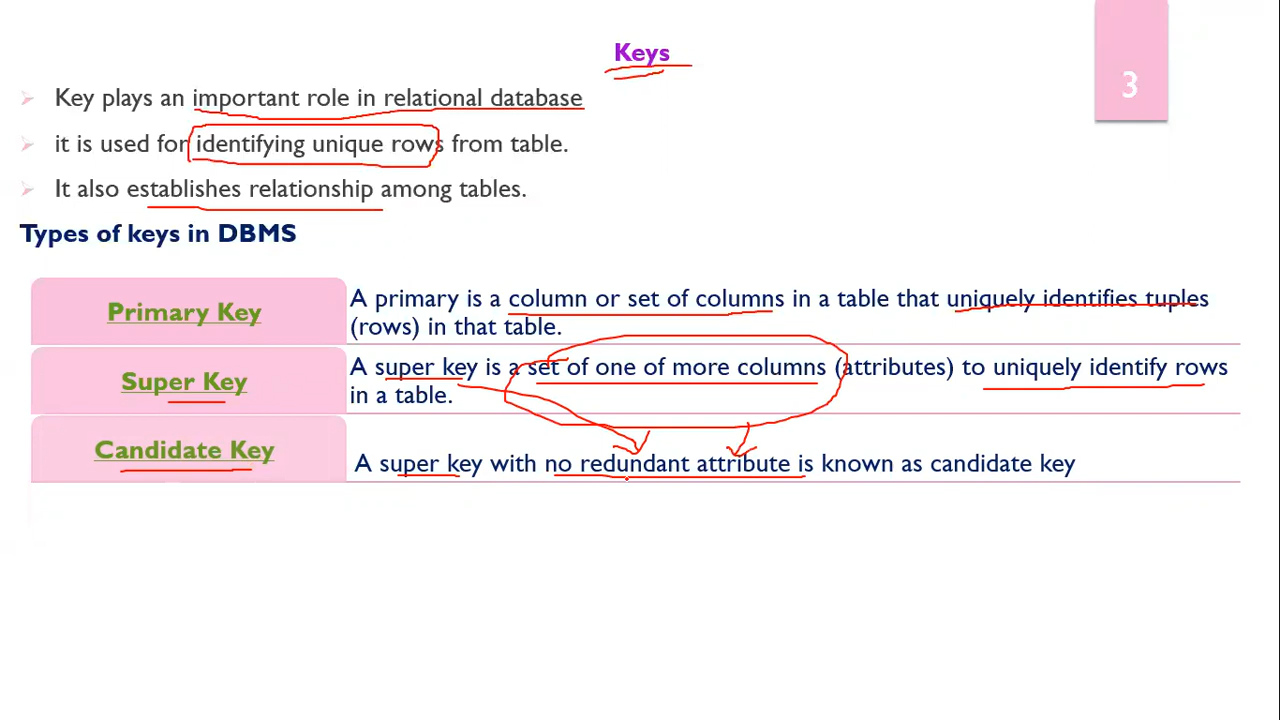 Keys
3
Key plays an important role in relational database
it is used for identifying unique rows from table.
It also establishes relationship among tables.
Types of keys in DBMS
Primary Key
A primary is a column or set of columns in a table that uniquely identifies tuples
(rows) in that table.
Super Key
A super key is a set of one of more columns (attributes) to uniquely identify rows
in a table.
Candidate Key
A super key with no redundant attribute is known as candidate key